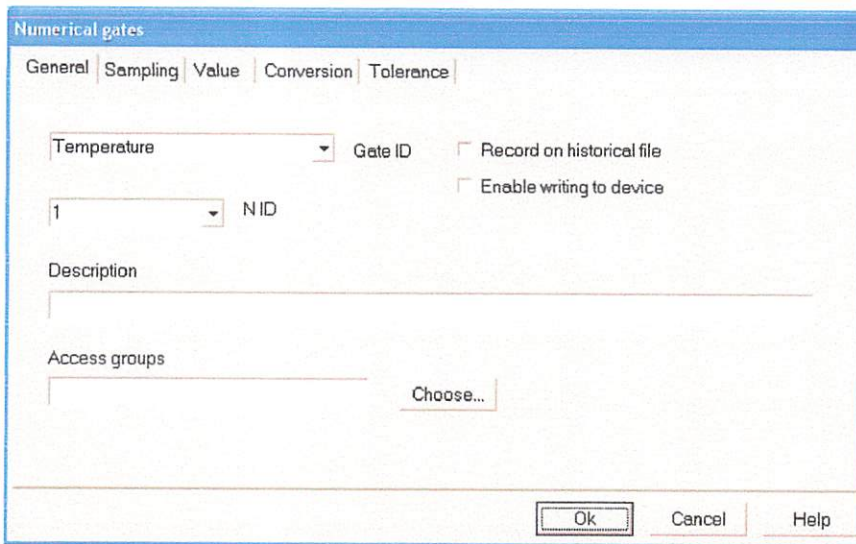 Numerical gates
General Sampling Value Conversion Tolerance
Temperature Gate ID Record on historical file
Enable writing to device
1 N ID
Description
Access groups
Choose...
Ok Cancel Help